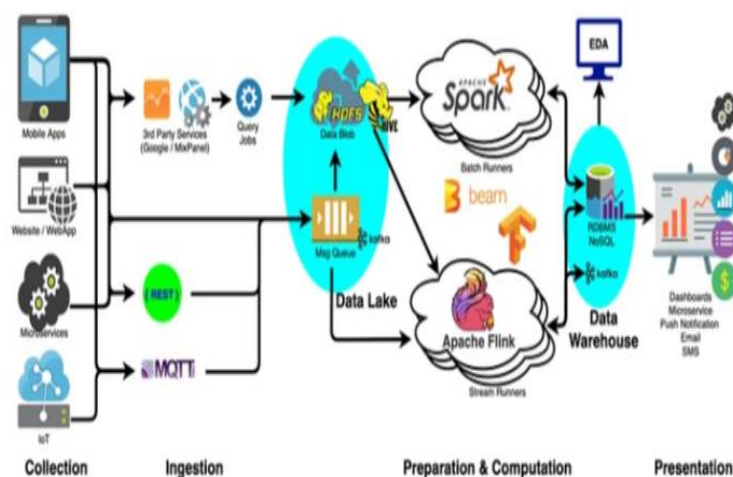 Mobile Apps
Website / WebApp
Microservices
IoT
Collection
3rd Party Services
(Google / MixPanel)
Query
Jobs
{ REST }
MQTT
Ingestion
HDFS
HIVE
Data Blob
Msg Queue
kafka
Data Lake
APACHE
Spark
Batch Runners
beam
Apache Flink
Stream Runners
Preparation & Computation
EDA
RDBMS
NoSQL
kafka
Data
Warehouse
Dashboards
Microservice
Push Notification
Email
SMS
$
Presentation